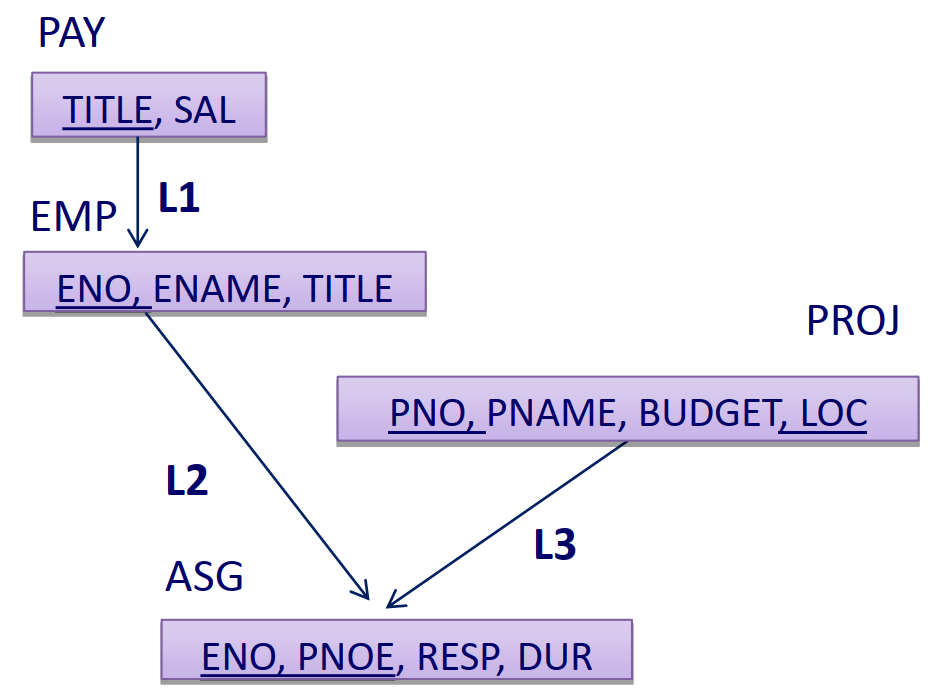 PAY
TITLE, SAL
L1
EMP
ENO, ENAME, TITLE
PROJ
PNO, PNAME, BUDGET, LOC
L2
L3
ASG
ENO, PNOE, RESP, DUR